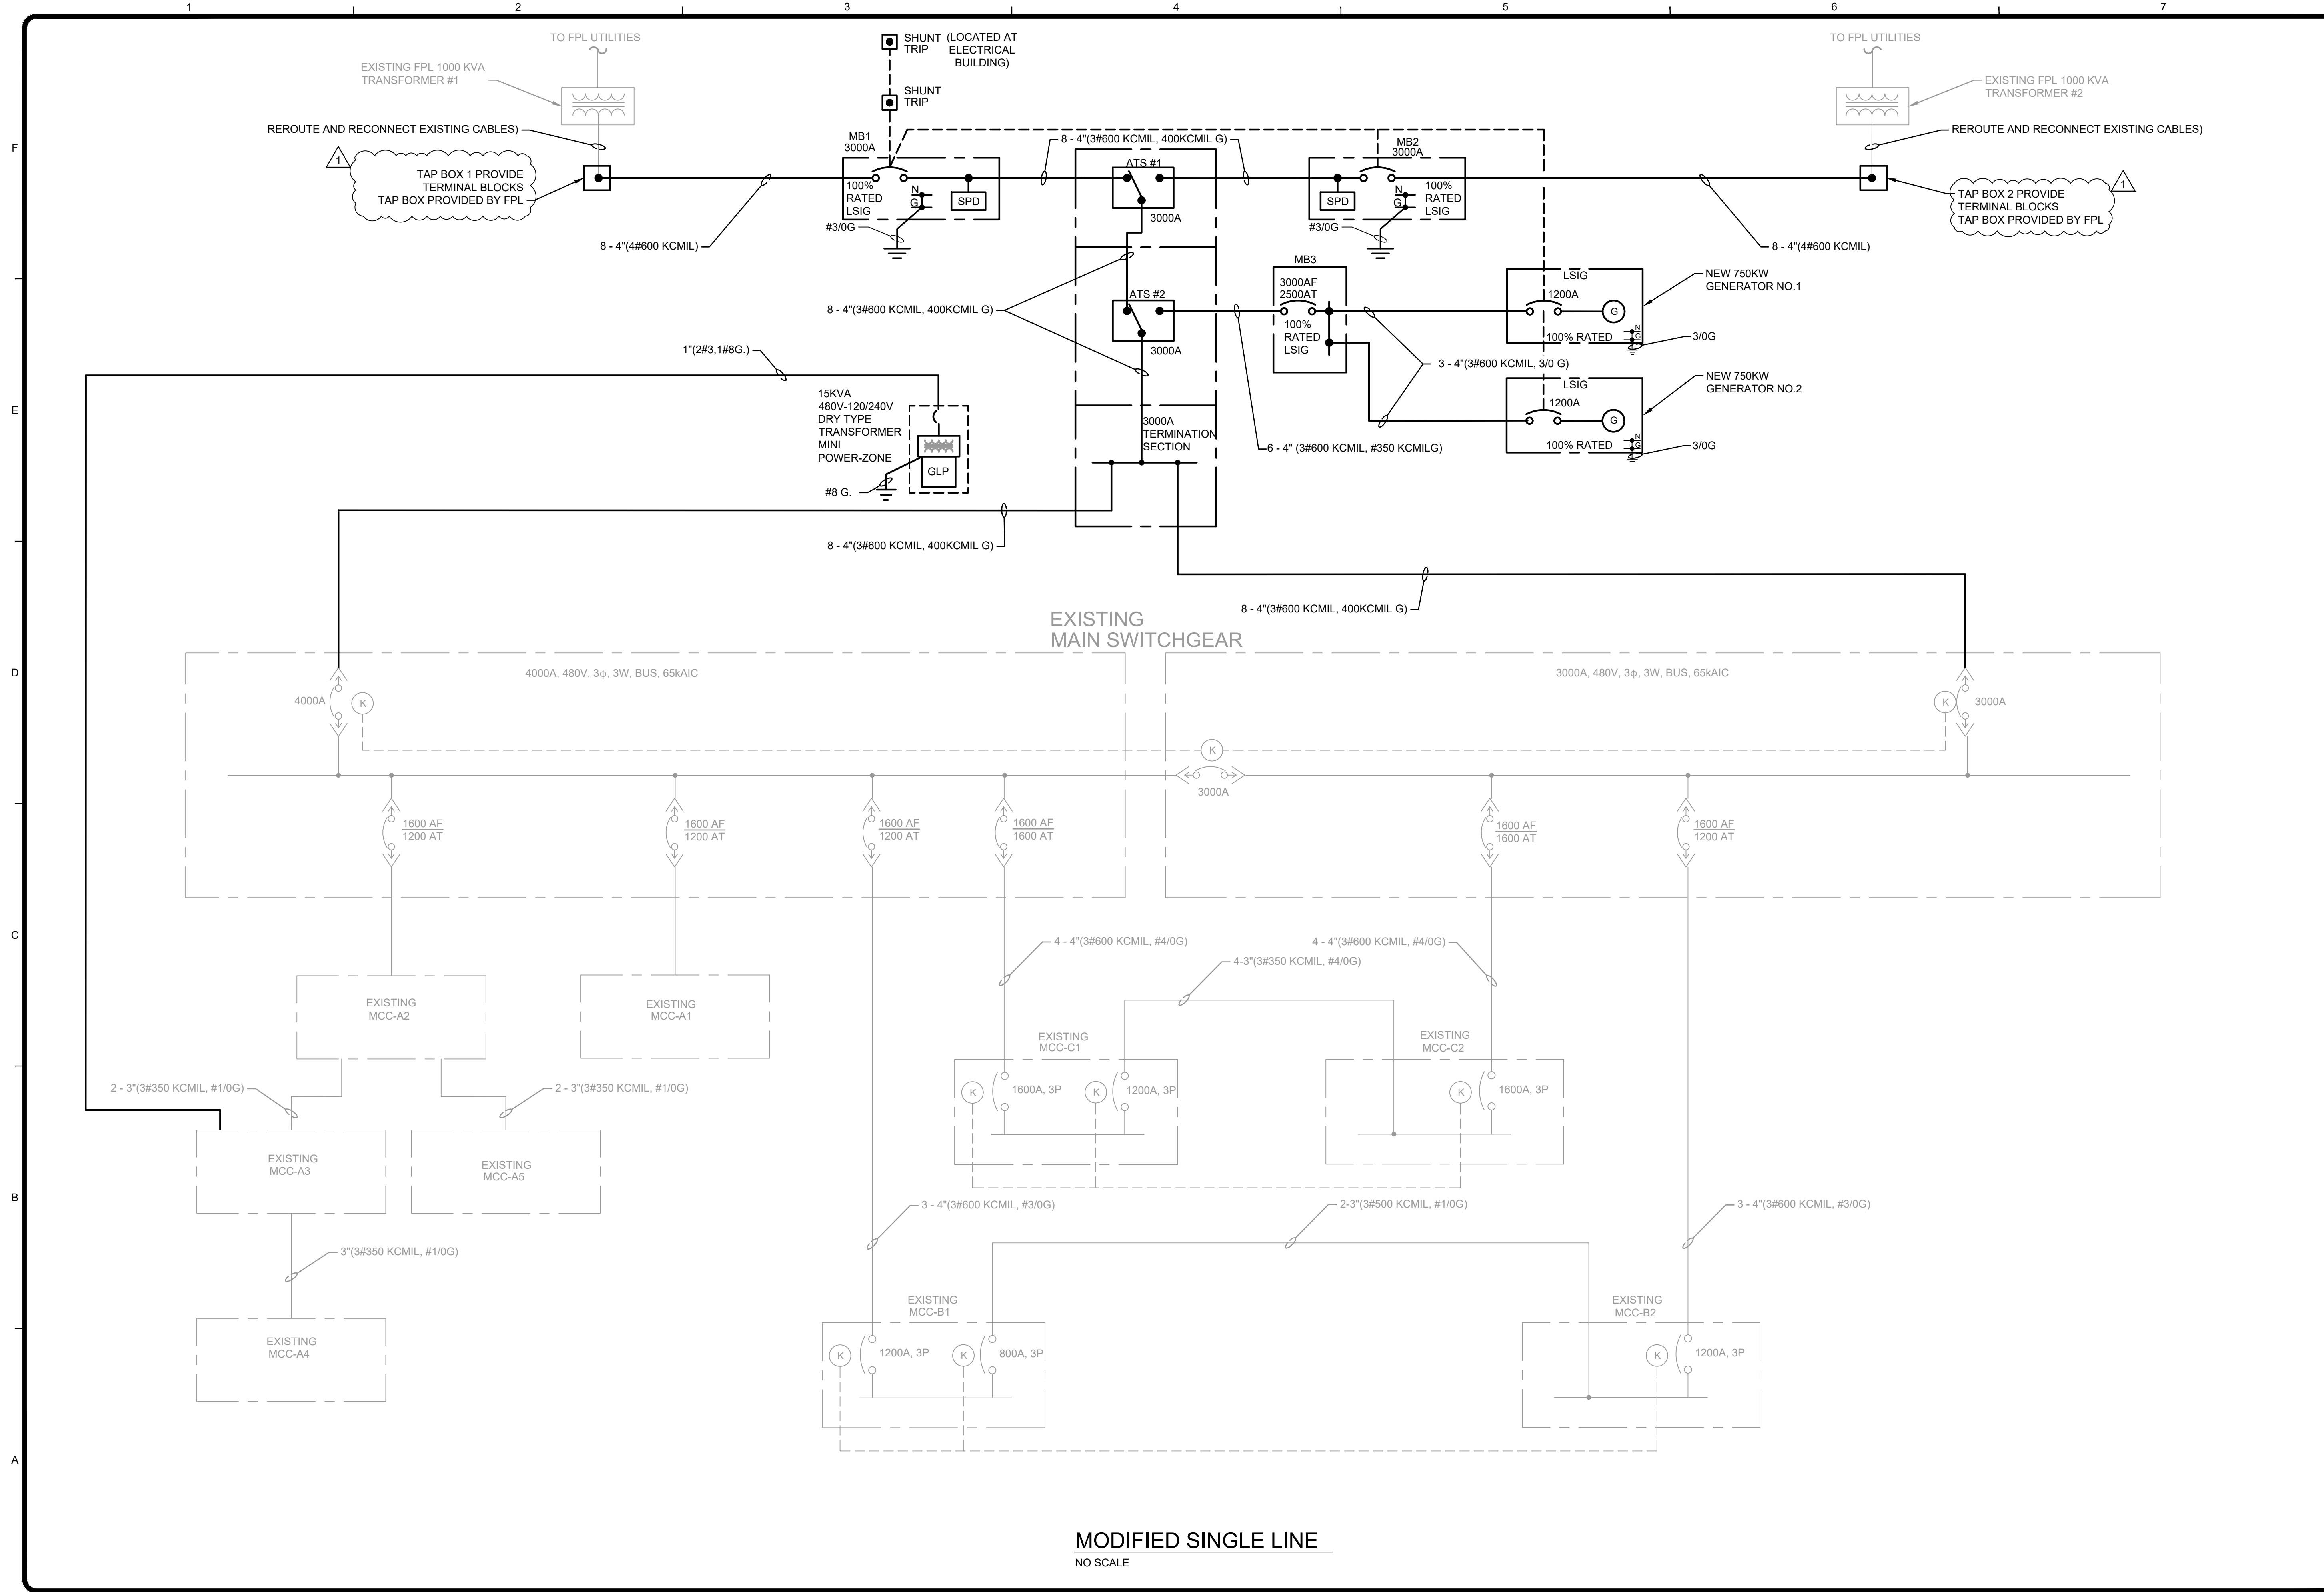 1 2 3 4 5 6 7
F
E
D
C
B
A
TO FPL UTILITIES
EXISTING FPL 1000 KVA
TRANSFORMER #1
REROUTE AND RECONNECT EXISTING CABLES)
1
TAP BOX 1 PROVIDE
TERMINAL BLOCKS
TAP BOX PROVIDED BY FPL
8 - 4"(4#600 KCMIL)
SHUNT
TRIP
(LOCATED AT
ELECTRICAL
BUILDING)
SHUNT
TRIP
MB1
3000A
100%
RATED
LSIG
N
G
SPD
#3/0G
8 - 4"(3#600 KCMIL, 400KCMIL G)
ATS #1
3000A
MB2
3000A
SPD
N
G
100%
RATED
LSIG
#3/0G
TO FPL UTILITIES
EXISTING FPL 1000 KVA
TRANSFORMER #2
REROUTE AND RECONNECT EXISTING CABLES)
1
TAP BOX 2 PROVIDE
TERMINAL BLOCKS
TAP BOX PROVIDED BY FPL
8 - 4"(4#600 KCMIL)
8 - 4"(3#600 KCMIL, 400KCMIL G)
ATS #2
3000A
MB3
3000AF
2500AT
100%
RATED
LSIG
LSIG
1200A
G
100% RATED
N
G
NEW 750KW
GENERATOR NO.1
3/0G
3 - 4"(3#600 KCMIL, 3/0 G)
LSIG
1200A
G
100% RATED
N
G
NEW 750KW
GENERATOR NO.2
3/0G
6 - 4" (3#600 KCMIL, #350 KCMILG)
1"(2#3,1#8G.)
15KVA
480V-120/240V
DRY TYPE
TRANSFORMER
MINI
POWER-ZONE
GLP
#8 G.
3000A
TERMINATION
SECTION
8 - 4"(3#600 KCMIL, 400KCMIL G)
8 - 4"(3#600 KCMIL, 400KCMIL G)
EXISTING
MAIN SWITCHGEAR
4000A, 480V, 3ϕ, 3W, BUS, 65kAIC
3000A, 480V, 3ϕ, 3W, BUS, 65kAIC
4000A
K
K
3000A
K
3000A
1600 AF
1200 AT
1600 AF
1200 AT
1600 AF
1200 AT
1600 AF
1600 AT
1600 AF
1600 AT
1600 AF
1200 AT
4 - 4"(3#600 KCMIL, #4/0G)
4 - 4"(3#600 KCMIL, #4/0G)
4-3"(3#350 KCMIL, #4/0G)
EXISTING
MCC-A2
EXISTING
MCC-A1
EXISTING
MCC-C1
K
1600A, 3P
K
1200A, 3P
EXISTING
MCC-C2
K
1600A, 3P
2 - 3"(3#350 KCMIL, #1/0G)
2 - 3"(3#350 KCMIL, #1/0G)
EXISTING
MCC-A3
EXISTING
MCC-A5
3 - 4"(3#600 KCMIL, #3/0G)
2-3"(3#500 KCMIL, #1/0G)
3 - 4"(3#600 KCMIL, #3/0G)
3"(3#350 KCMIL, #1/0G)
EXISTING
MCC-A4
EXISTING
MCC-B1
K
1200A, 3P
K
800A, 3P
EXISTING
MCC-B2
K
1200A, 3P
MODIFIED SINGLE LINE
NO SCALE